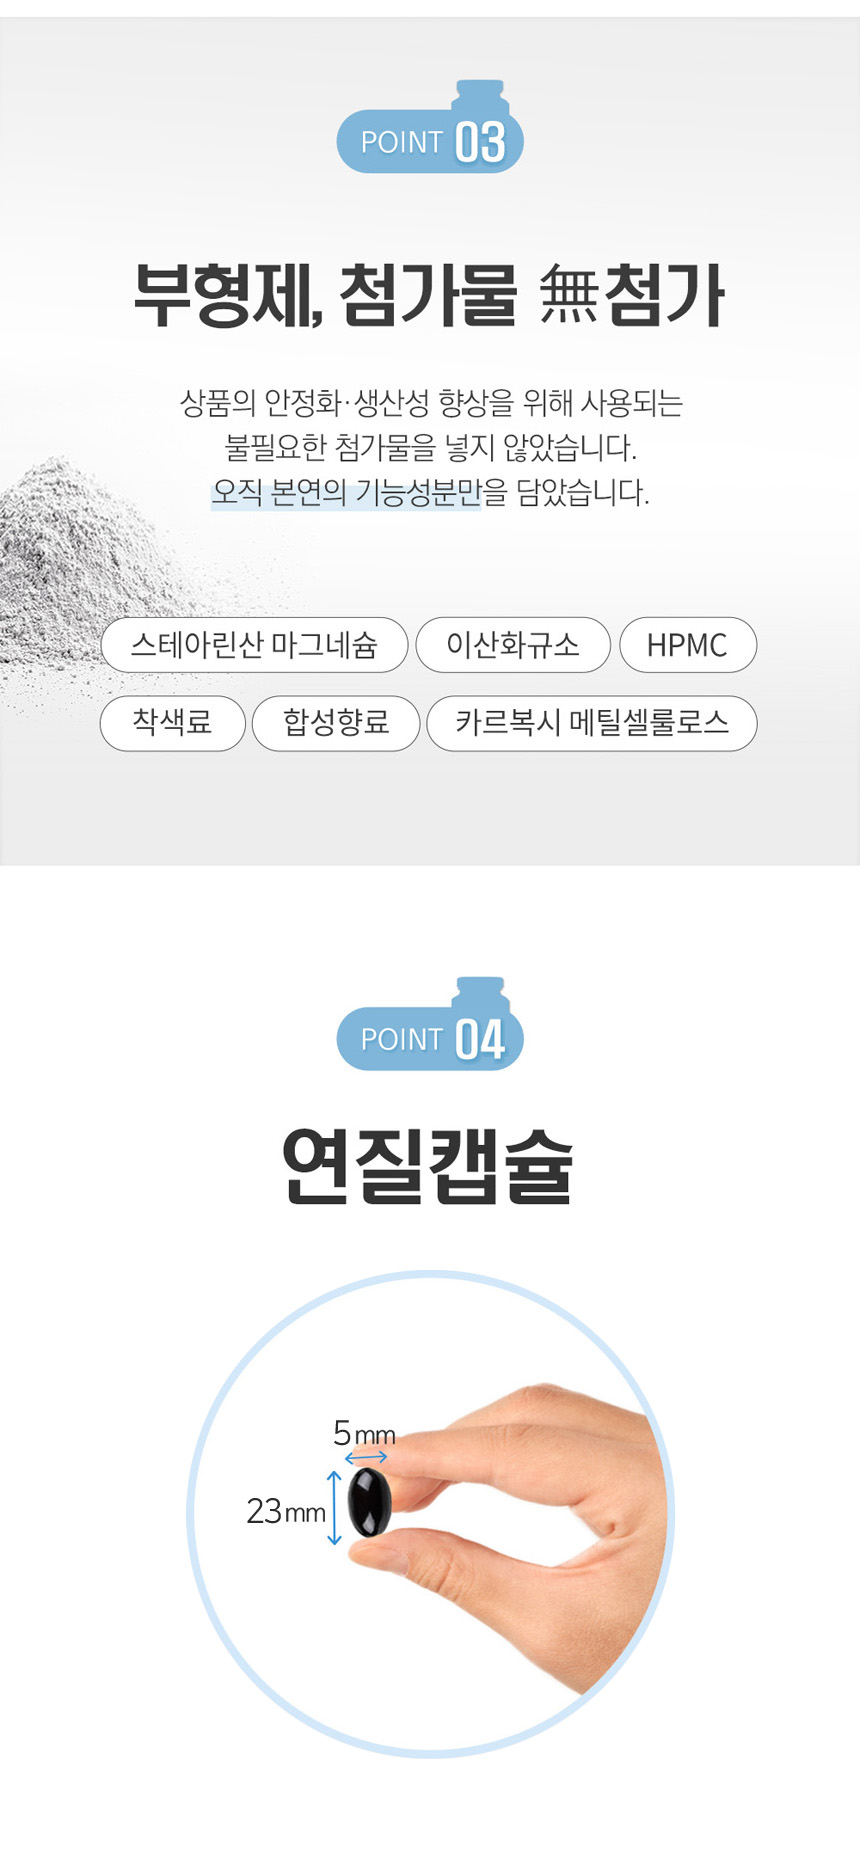 POINT 03
부형제, 첨가물 無첨가
상품의 안정화·생산성 향상을 위해 사용되는
불필요한 첨가물을 넣지 않았습니다.
오직 본연의 기능성분만을 담았습니다.
스테아린산 마그네슘 이산화규소 HPMC
착색료 합성향료 카르복시 메틸셀룰로스
POINT 04
연질캡슐
5mm
23mm